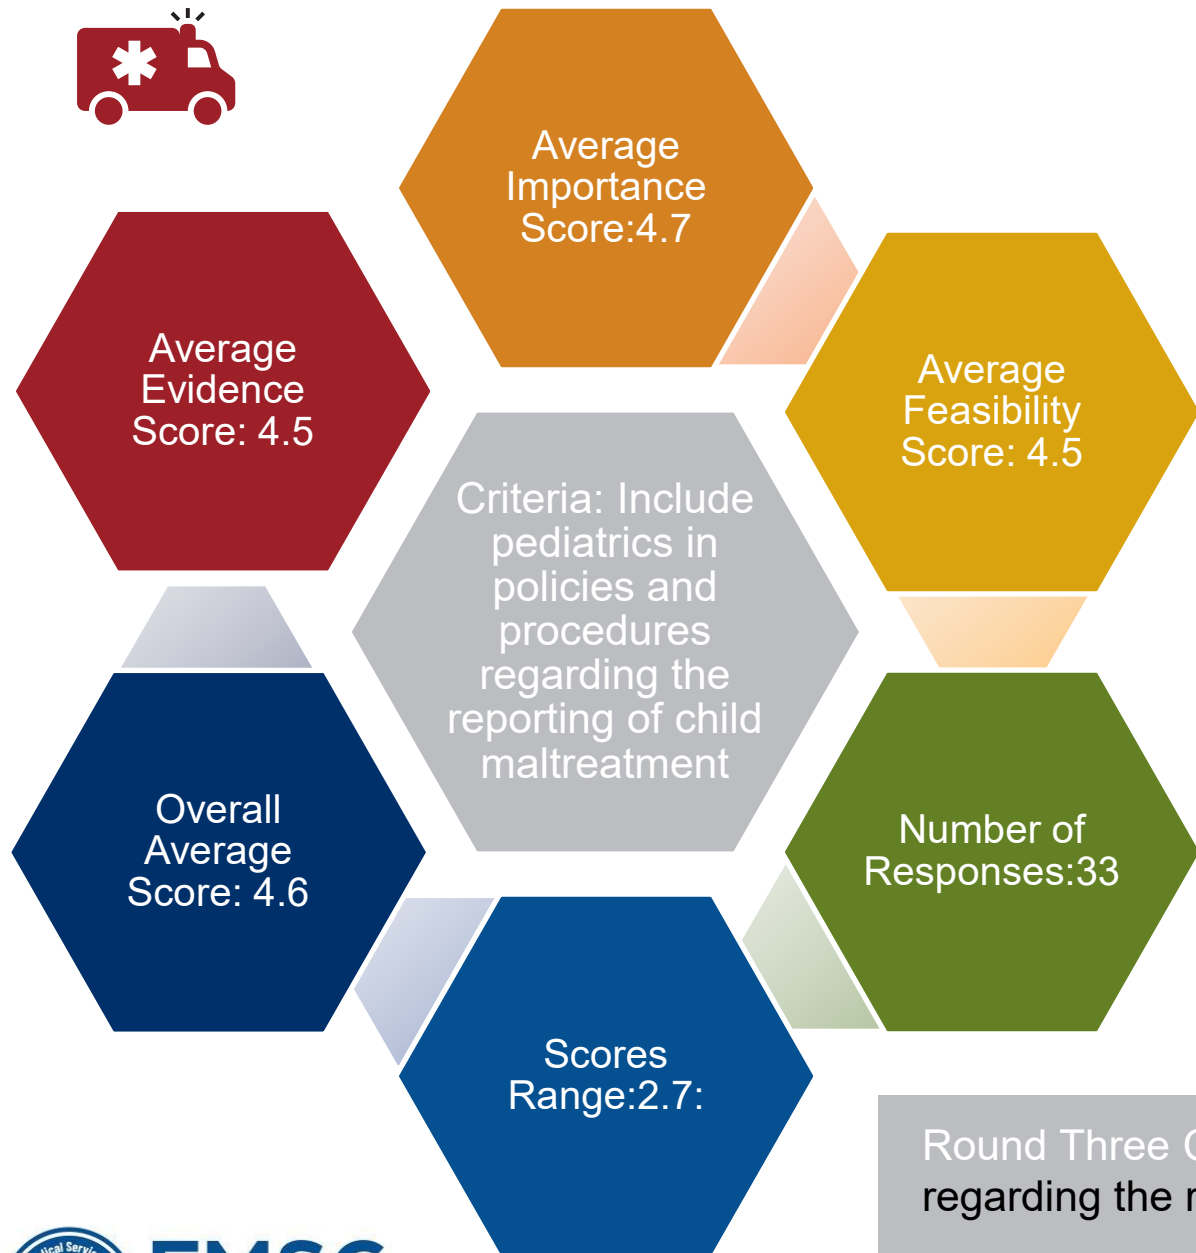 Average
Importance
Score:4.7
Average
Evidence
Score: 4.5
Average
Feasibility
Score: 4.5
Criteria: Include
pediatrics in
policies and
procedures
regarding the
reporting of child
maltreatment
Overall
Average
Score: 4.6
Number of
Responses:33
Scores
Range:2.7:
Round Three
regarding the